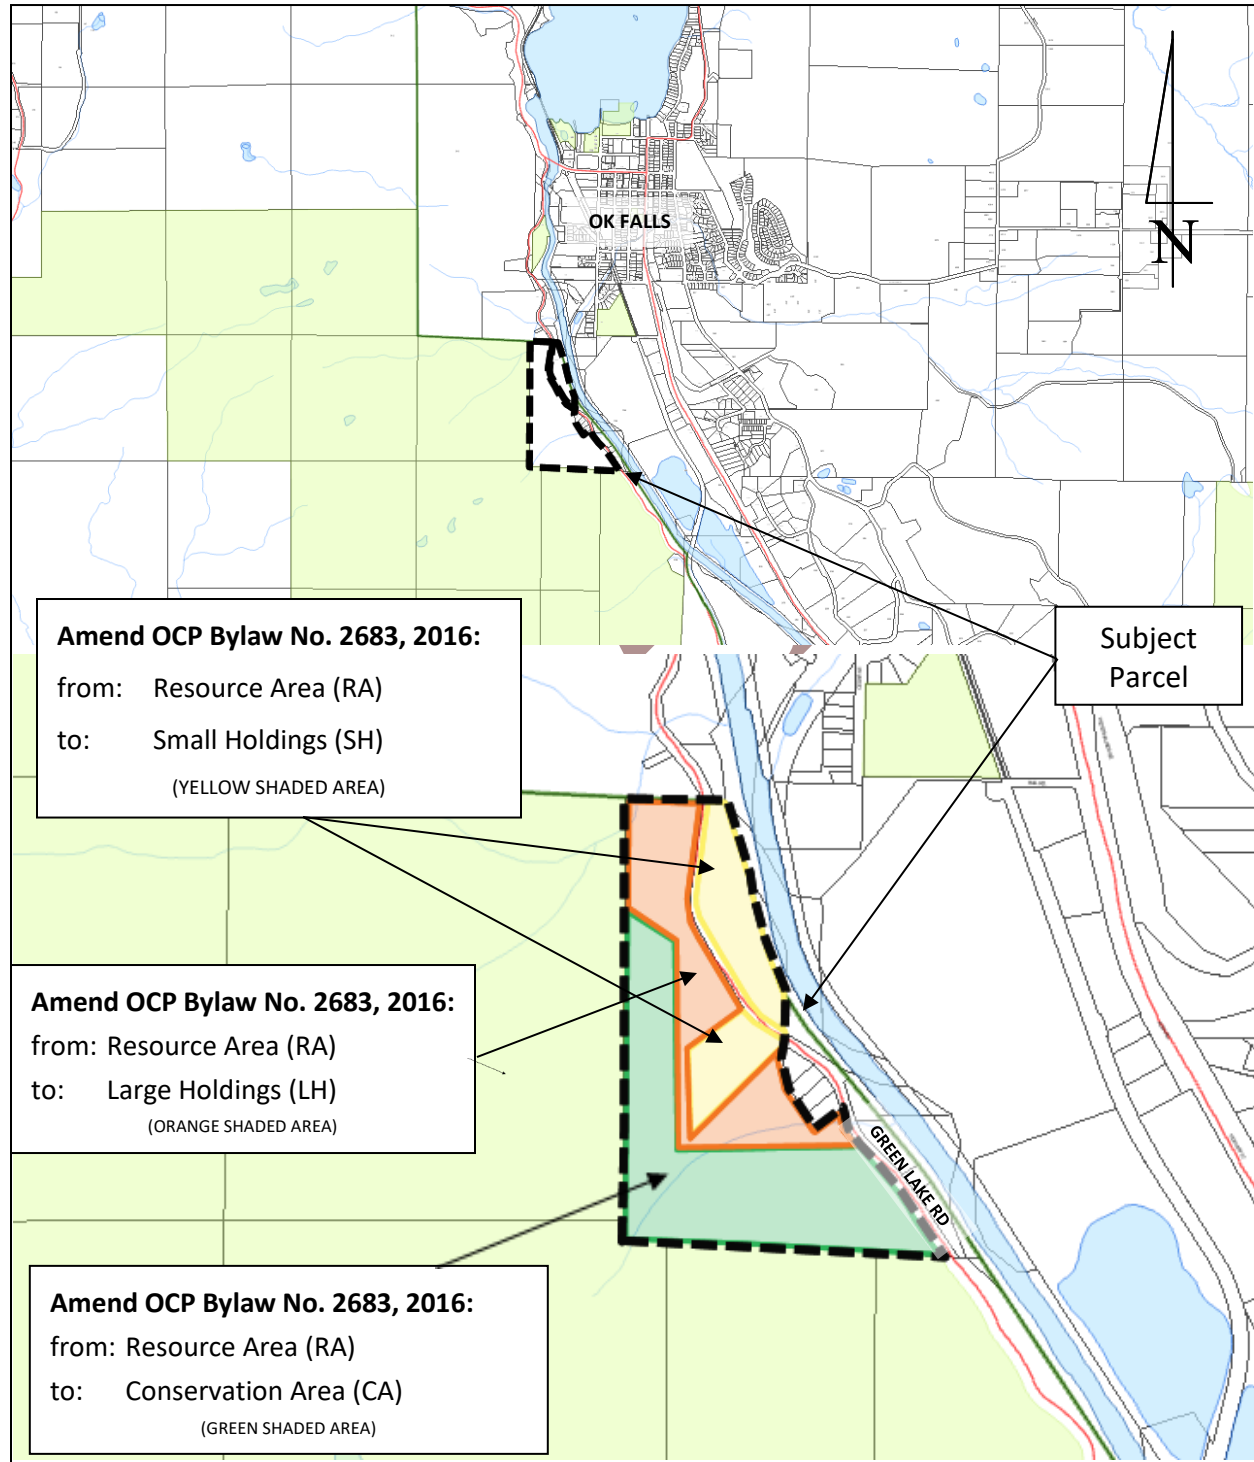 OK FALLS
N
Amend OCP Bylaw No. 2683, 2016:
from: Resource Area (RA)
to: Small Holdings (SH)
(YELLOW SHADED AREA)
Subject
Parcel
Amend OCP Bylaw No. 2683, 2016:
from: Resource Area (RA)
to: Large Holdings (LH)
(ORANGE SHADED AREA)
GREEN LAKE RD
Amend OCP Bylaw No. 2683, 2016:
from: Resource Area (RA)
to: Conservation Area (CA)
(GREEN SHADED AREA)